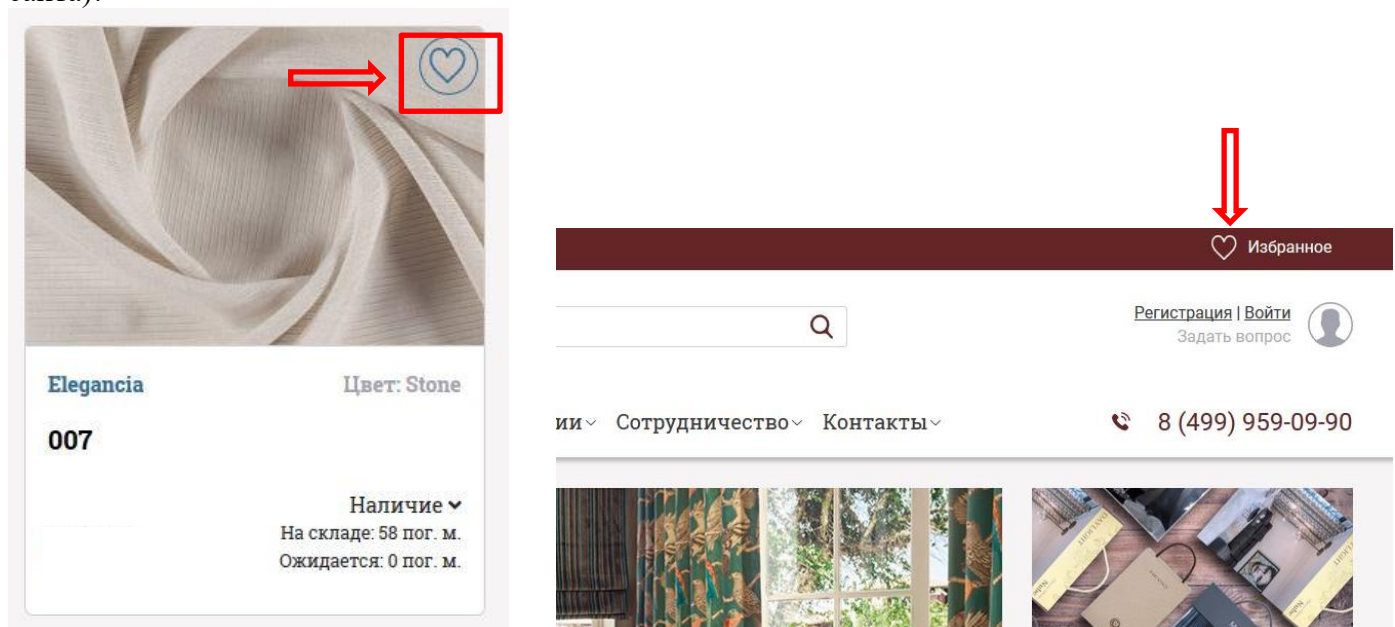 Elegancia
Цвет: Stone
007
Наличие
На складе: 58 пог. м.
Ожидается: 0 пог. м.
Избранное
Регистрация | Войти
Задать вопрос
ии Сотрудничество Контакты
8 (499) 959-09-90